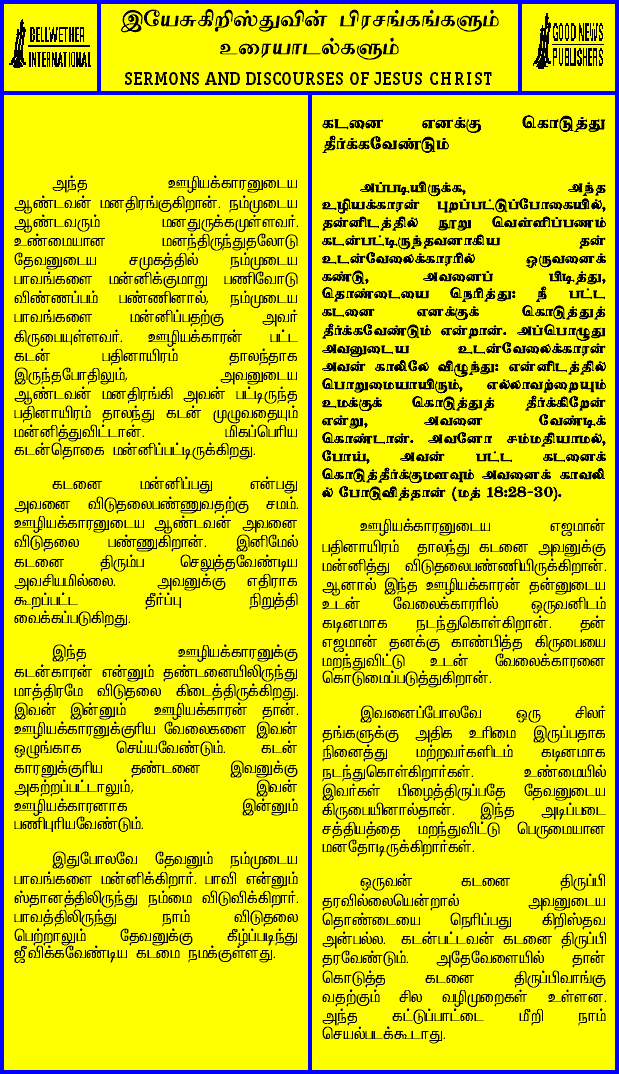 BELLWETHER
INTERNATIONAL
இயேசுகிறிஸ்துவின் பிரசங்கங்களும்
உரையாடல்களும்
SERMONS AND DISCOURSES OF JESUS CHRIST
GOOD NEWS
PUBLISHERS
அந்த ஊழியக்காரனுடைய
ஆண்டவன் மனதிரங்குகிறான். நம்முடைய
ஆண்டவரும் மனதுருக்கமுள்ளவர்.
உண்மையான மனந்திருந்துதலோடு
தேவனுடைய சமுகத்தில் நம்முடைய
பாவங்களை மன்னிக்குமாறு பணிவோடு
விண்ணப்பம் பண்ணினால், நம்முடைய
பாவங்களை மன்னிப்பதற்கு அவர்
கிருபையுள்ளவர். ஊழியக்காரன் பட்ட
கடன் பதினாயிரம் தாலந்தாக
இருந்தபோதிலும், அவனுடைய
ஆண்டவன் மனதிரங்கி அவன் பட்டிருந்த
பதினாயிரம் தாலந்து கடன் முழுவதையும்
மன்னித்துவிட்டான். மிகப்பெரிய
கடன்தொகை மன்னிப்பட்டிருக்கிறது.
கடனை மன்னிப்பது என்பது
அவனை விடுதலைபண்ணுவதற்கு சமம்.
ஊழியக்காரனுடைய ஆண்டவன் அவனை
விடுதலை பண்ணுகிறான். இனிமேல்
கடனை திரும்ப செலுத்தவேண்டிய
அவசியமில்லை. அவனுக்கு எதிராக
கூறப்பட்ட தீர்ப்பு நிறுத்தி
வைக்கப்படுகிறது.
இந்த ஊழியக்காரனுக்கு
கடன்காரன் என்னும் தண்டனையிலிருந்து
மாத்திரமே விடுதலை கிடைத்திருக்கிறது.
இவன் இன்னும் ஊழியக்காரன் தான்.
ஊழியக்காரனுக்குரிய வேலைகளை இவன்
ஒழுங்காக செய்யவேண்டும். கடன்
காரனுக்குரிய தண்டனை இவனுக்கு
அகற்றப்பட்டாலும், இவன்
ஊழியக்காரனாக இன்னும்
பணிபுரியவேண்டும்.
இதுபோலவே தேவனும் நம்முடைய
பாவங்களை மன்னிக்கிறார். பாவி என்னும்
ஸ்தானத்திலிருந்து நம்மை விடுவிக்கிறார்.
பாவத்திலிருந்து நாம் விடுதலை
பெற்றாலும் தேவனுக்கு கீழ்ப்படிந்து
ஜீவிக்கவேண்டிய கடமை நமக்குள்ளது.
கடனை எனக்கு கொடுத்து
தீர்க்கவேண்டும்
அப்படியிருக்க, அந்த
ஊழியக்காரன் புறப்பட்டுப்போகையில்,
தன்னிடத்தில் நூறு வெள்ளிப்பணம்
கடன்பட்டிருந்தவனாகிய தன்
உடன்வேலைக்காரரில் ஒருவனைக்
கண்டு, அவனைப் பிடித்து,
தொண்டையை நெரித்து: நீ பட்ட
கடனை எனக்குக் கொடுத்துத்
தீர்க்கவேண்டும் என்றான். அப்பொழுது
அவனுடைய உடன்வேலைக்காரன்
அவன் காலிலே விழுந்து: என்னிடத்தில்
பொறுமையாயிரும், எல்லாவற்றையும்
உமக்குக் கொடுத்துத் தீர்க்கிறேன்
என்று, அவனை வேண்டிக்
கொண்டான். அவனோ சம்மதியாமல்,
போய், அவன் பட்ட கடனைக்
கொடுத்தீர்க்குமளவும் அவனைக் காவலி
ல் போடுவித்தான் (மத் 18:28-30).
ஊழியக்காரனுடைய எஜமான்
பதினாயிரம் தாலந்து கடனை அவனுக்கு
மன்னித்து விடுதலைபண்ணியிருக்கிறான்.
ஆனால் இந்த ஊழியக்காரன் தன்னுடைய
உடன் வேலைக்காரரில் ஒருவனிடம்
கடினமாக நடந்துகொள்கிறான். தன்
எஜமான் தனக்கு காண்பித்த கிருபையை
மறந்துவிட்டு உடன் வேலைக்காரனை
கொடுமைப்படுத்துகிறான்.
இவனைப்போலவே ஒரு சிலர்
தங்களுக்கு அதிக உரிமை இருப்பதாக
நினைத்து மற்றவர்களிடம் கடினமாக
நடந்துகொள்கிறார்கள். உண்மையில்
இவர்கள் பிழைத்திருப்பதே தேவனுடைய
கிருபையினால்தான். இந்த அடிப்படை
சத்தியத்தை மறந்துவிட்டு பெருமையான
மனதோடிருக்கிறார்கள்.
ஒருவன் கடனை திருப்பி
தரவில்லையென்றால் அவனுடைய
தொண்டையை நெரிப்பது கிறிஸ்தவ
அன்பல்ல. கடன்பட்டவன் கடனை திருப்பி
தரவேண்டும். அதேவேளையில் தான்
கொடுத்த கடனை திருப்பிவாங்கு
வதற்கும் சில வழிமுறைகள் உள்ளன.
அந்த கட்டுப்பாட்டை மீறி நாம்
செயல்படக்கூடாது.